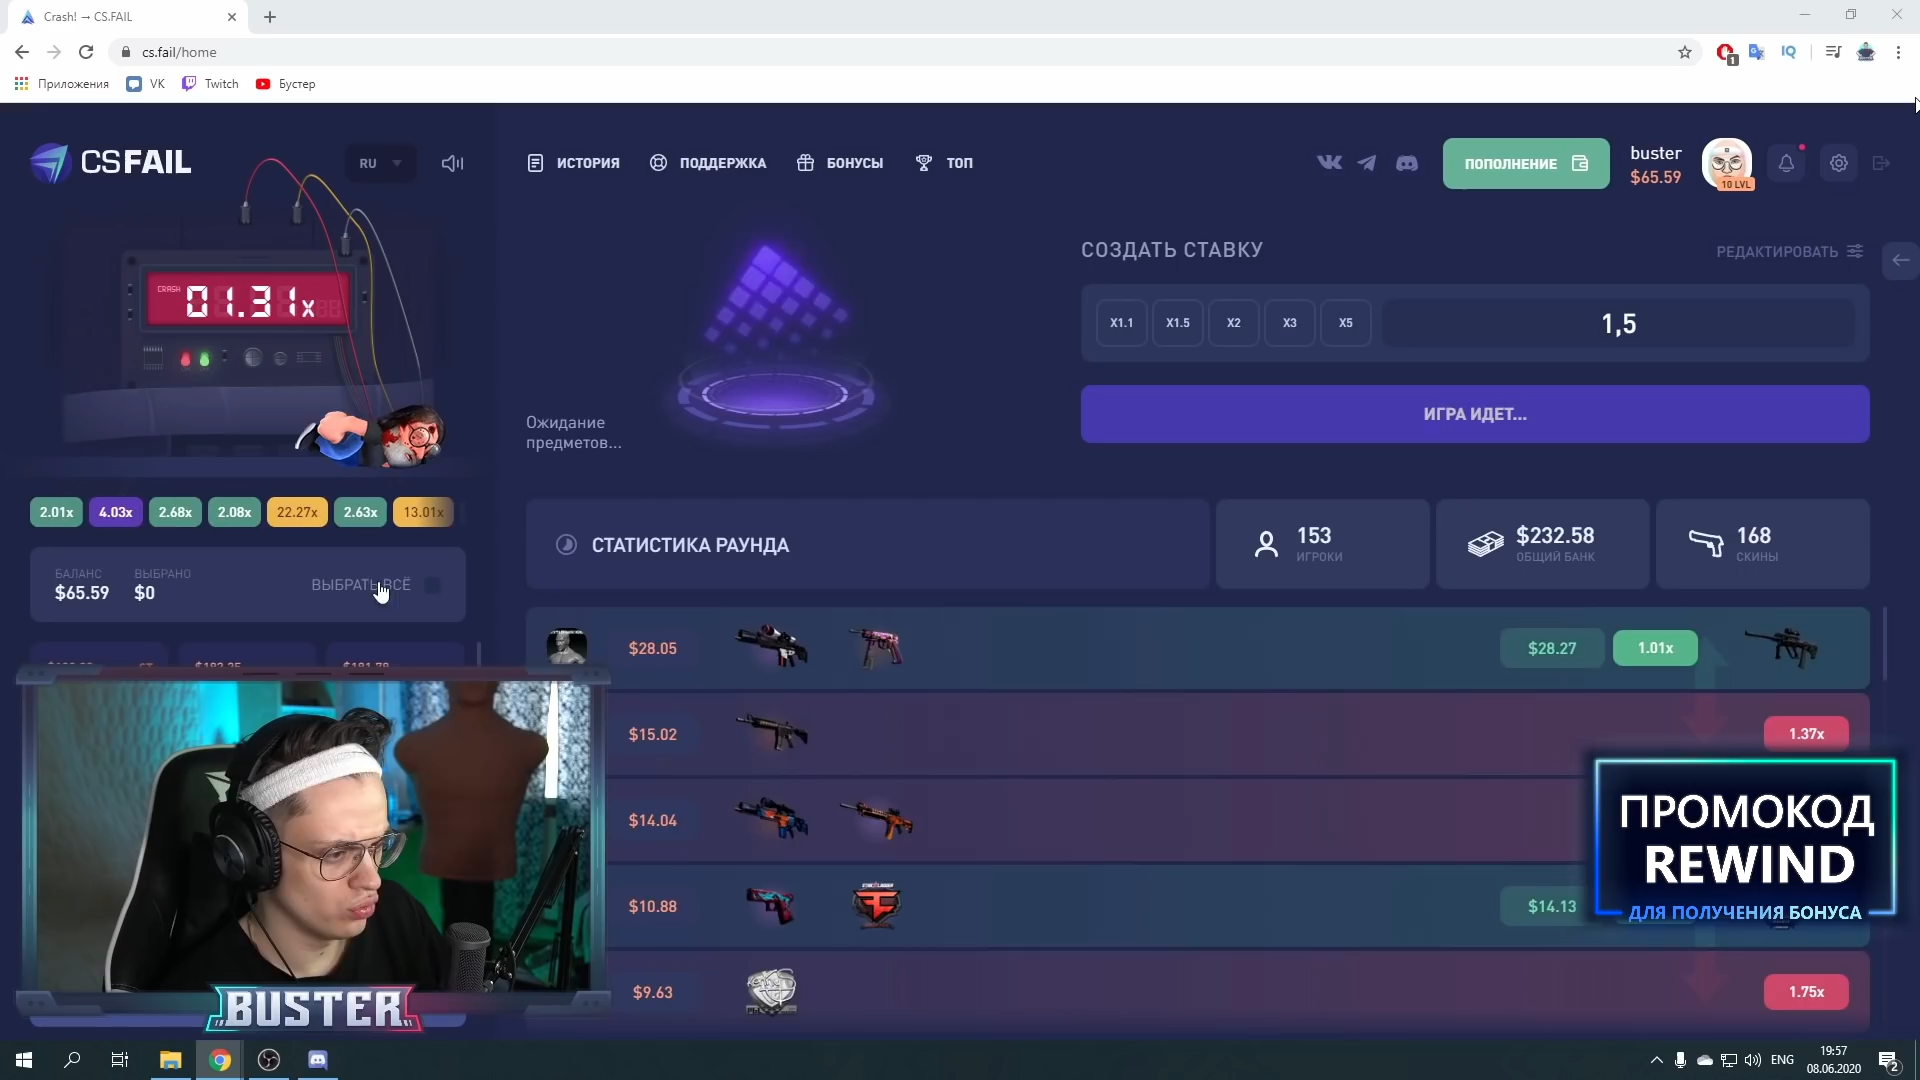 Crash! → CS.FAIL
cs.fail/home
1
Приложения
VK
Twitch
Бустер
CSFAIL
RU
ИСТОРИЯ
ПОДДЕРЖКА
БОНУСЫ
ТОП
ПОПОЛНЕНИЕ
buster
$65.59
10 LVL
CRASH
01.31x
Ожидание
предметов...
СОЗДАТЬ СТАВКУ
РЕДАКТИРОВАТЬ
X1.1
X1.5
X2
X3
X5
1,5
ИГРА ИДЕТ...
2.01x
4.03x
2.68x
2.08x
22.27x
2.63x
13.01x
БАЛАНС
$65.59
ВЫБРАНО
$0
ВЫБРАТЬ ВСЁ
СТАТИСТИКА РАУНДА
153
ИГРОКИ
$232.58
ОБЩИЙ БАНК
168
СКИНЫ
$28.05
$28.27
1.01x
$15.02
1.37x
$14.04
$10.88
$14.13
$9.63
1.75x
ПРОМОКОД
REWIND
ДЛЯ ПОЛУЧЕНИЯ БОНУСА
BUSTER
ENG
19:57
08.06.2020
2